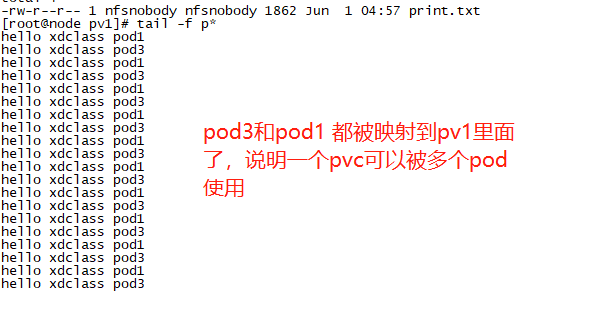 total
-rw-r--r-- 1 nfsnobody nfsnobody 1862 Jun  1 04:57 print.txt
[root@node pv1]# tail -f p*
hello xdclass pod1
hello xdclass pod3
hello xdclass pod1
hello xdclass pod3
hello xdclass pod1
hello xdclass pod3
hello xdclass pod1
hello xdclass pod3
hello xdclass pod1
hello xdclass pod3
hello xdclass pod1
hello xdclass pod3
hello xdclass pod1
hello xdclass pod3
hello xdclass pod1
hello xdclass pod3
hello xdclass pod1
hello xdclass pod3
hello xdclass pod1
hello xdclass pod3
pod3和pod1 都被映射到pv1里面
了，说明一个pvc可以被多个pod
使用